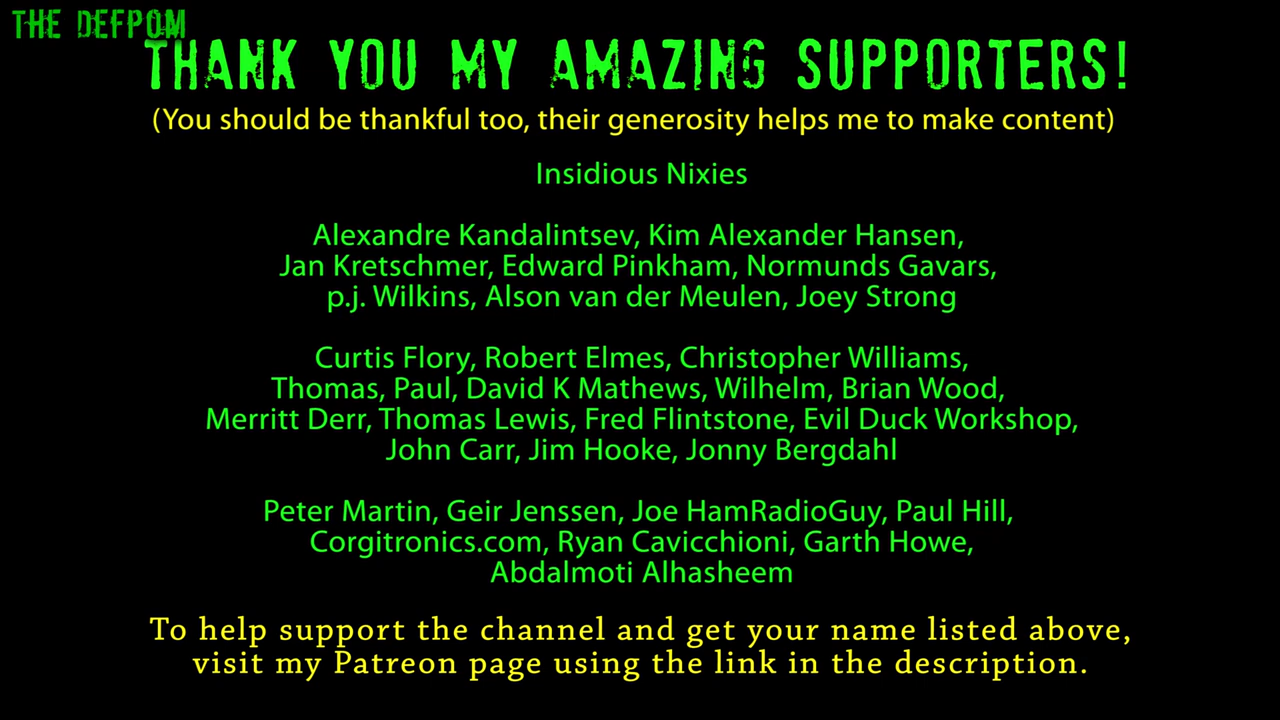 THE DEFPOM
THANK YOU MY AMAZING SUPPORTERS!
(You should be thankful too, their generosity helps me to make content)
Insidious Nixies
Alexandre Kandalintsev, Kim Alexander Hansen,
Jan Kretschmer, Edward Pinkham, Normunds Gavars,
p.j. Wilkins, Alson van der Meulen, Joey Strong
Curtis Flory, Robert Elmes, Christopher Williams,
Thomas, Paul, David K Mathews, Wilhelm, Brian Wood,
Merritt Derr, Thomas Lewis, Fred Flintstone, Evil Duck Workshop,
John Carr, Jim Hooke, Jonny Bergdahl
Peter Martin, Geir Jenssen, Joe HamRadioGuy, Paul Hill,
Corgitronics.com, Ryan Cavicchioni, Garth Howe,
Abdalmoti Alhasheem
To help support the channel and get your name listed above,
visit my Patreon page using the link in the description.